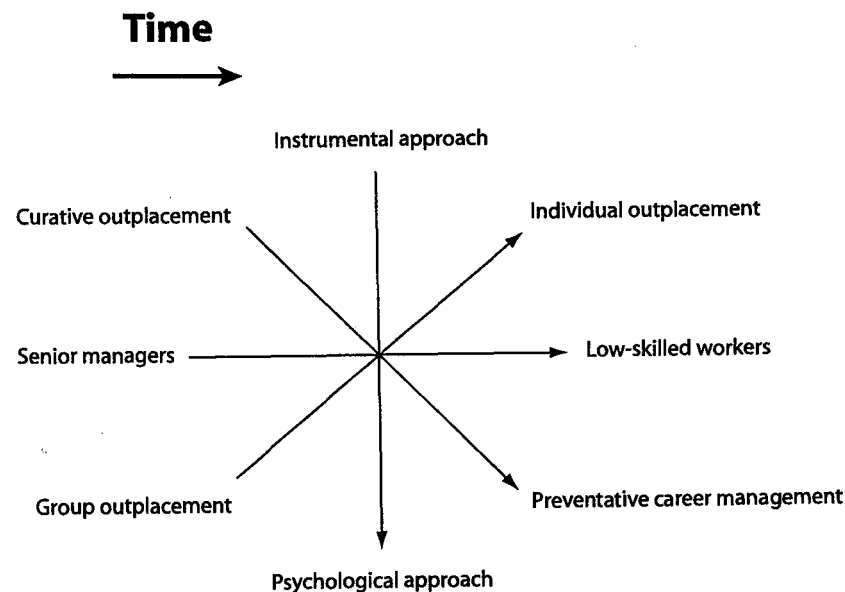 Time
Instrumental approach
Curative outplacement
Individual outplacement
Senior managers
Low-skilled workers
Group outplacement
Preventative career management
Psychological approach